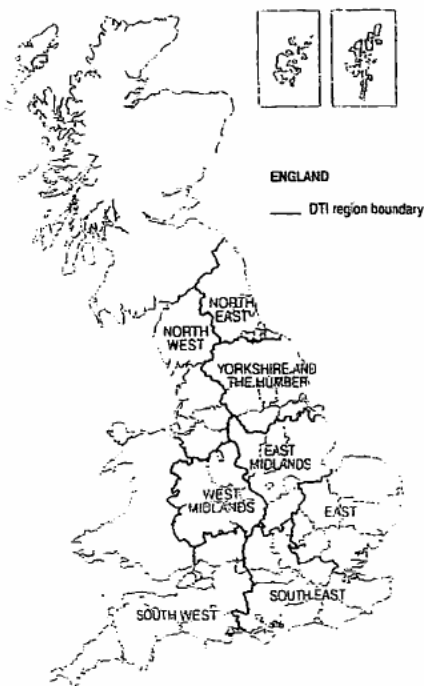 ENGLAND
DTI region boundary
NORTH
EAST
NORTH
WEST
YORKSHIRE AND
THE HUMBER
EAST
MIDLANDS
WEST
MIDLANDS
EAST
SOUTH EAST
SOUTH WEST